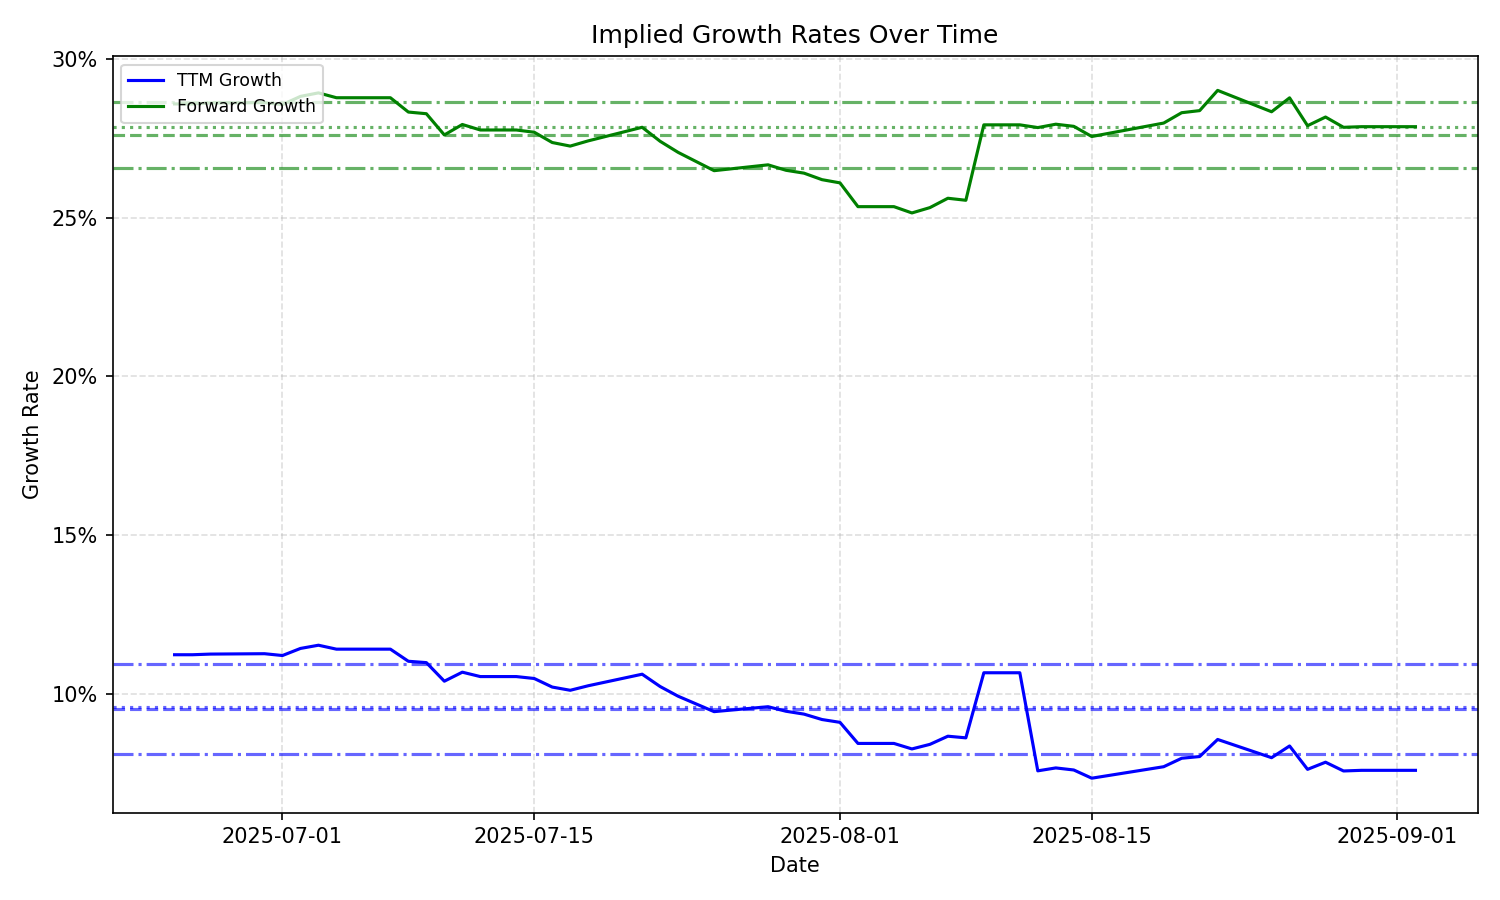 Implied Growth Rates Over Time
TTM Growth
Forward Growth
30%
25%
20%
15%
10%
Growth Rate
2025-07-01
2025-07-15
2025-08-01
2025-08-15
2025-09-01
Date